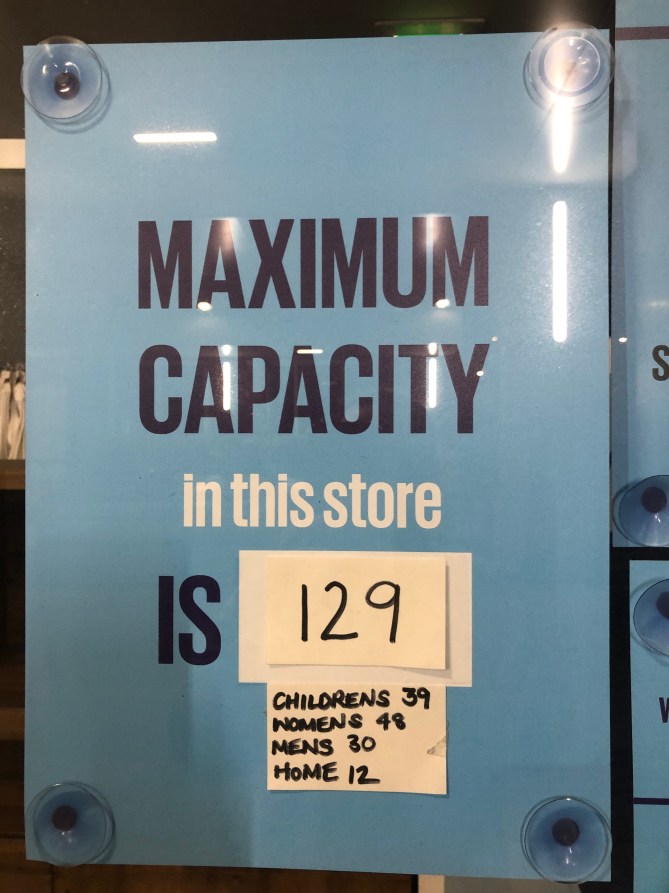 MAXIMUM
CAPACITY
in this store
IS 129
CHILDRENS 39
WOMENS 48
MENS 30
HOME 12